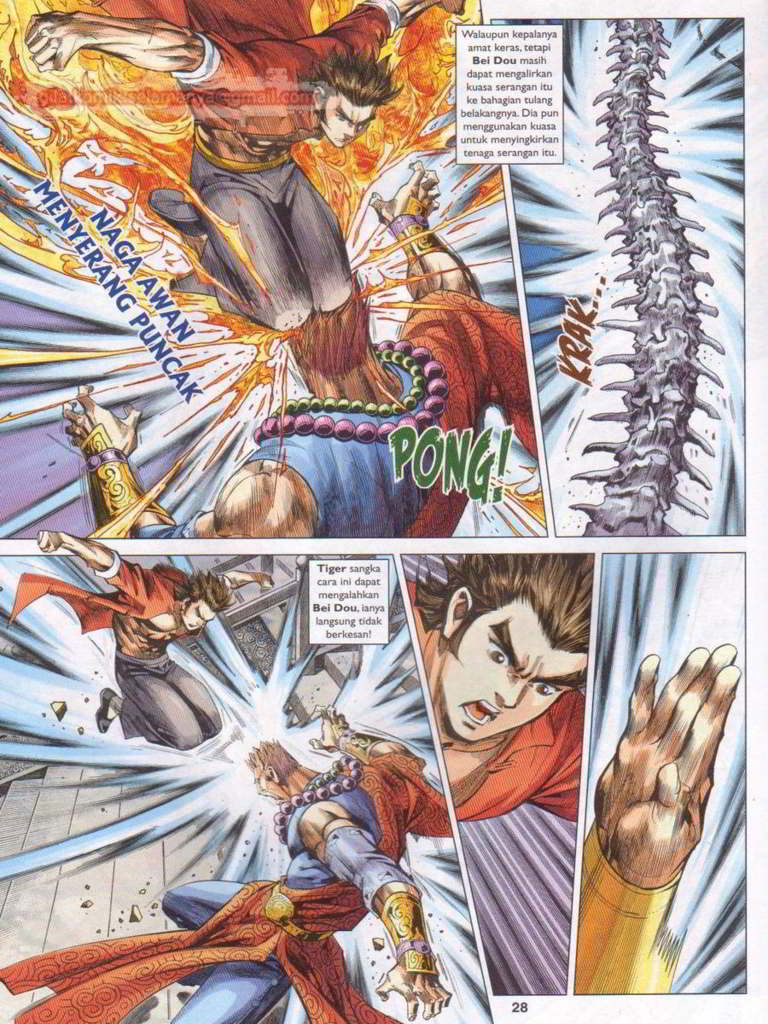 NAGA AWAN
MENYERANG PUNCAK
Walaupun kepalanya
amat keras, tetapi
Bei Dou masih
dapat mengalirkan
kuasa serangan itu
ke bahagian tulang
belakangnya. Dia pun
menggunakan kuasa
untuk menyingkirkan
tenaga serangan itu.
KRAK...
PONG!
Tiger sangka
cara ini dapat
mengalahkan
Bei Dou, ianya
langsung tidak
berkesan!
28